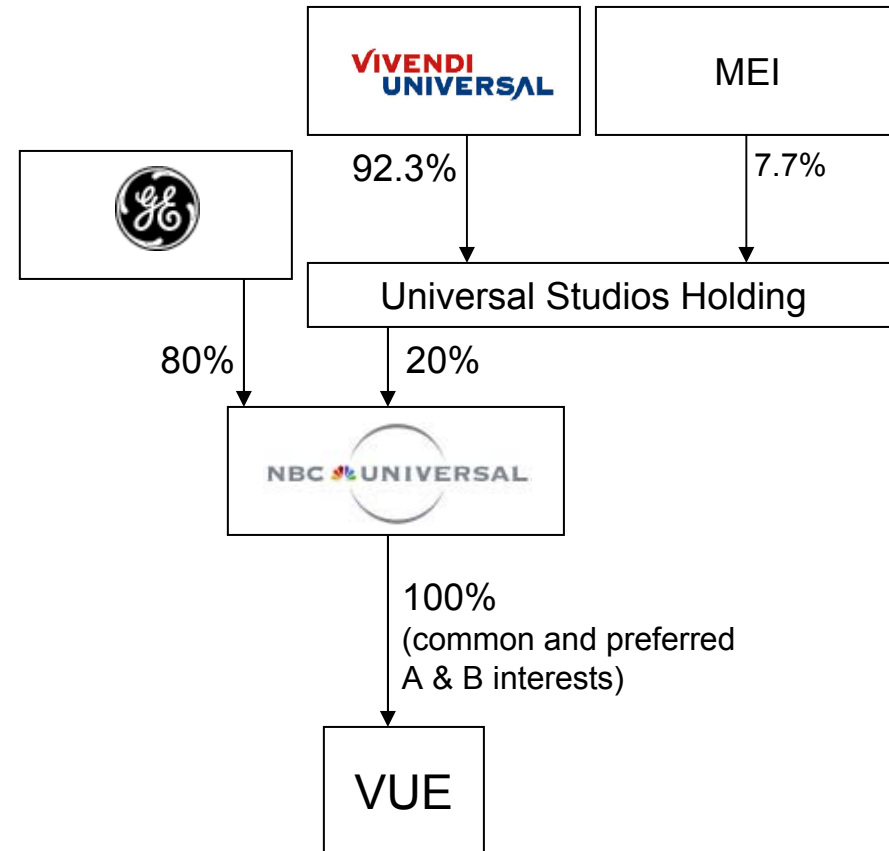 VIVENDI
UNIVERSAL
MEI
92.3%
7.7%
GE
Universal Studios Holding
80%
20%
NBC UNIVERSAL
100%
(common and preferred
A & B interests)
VUE